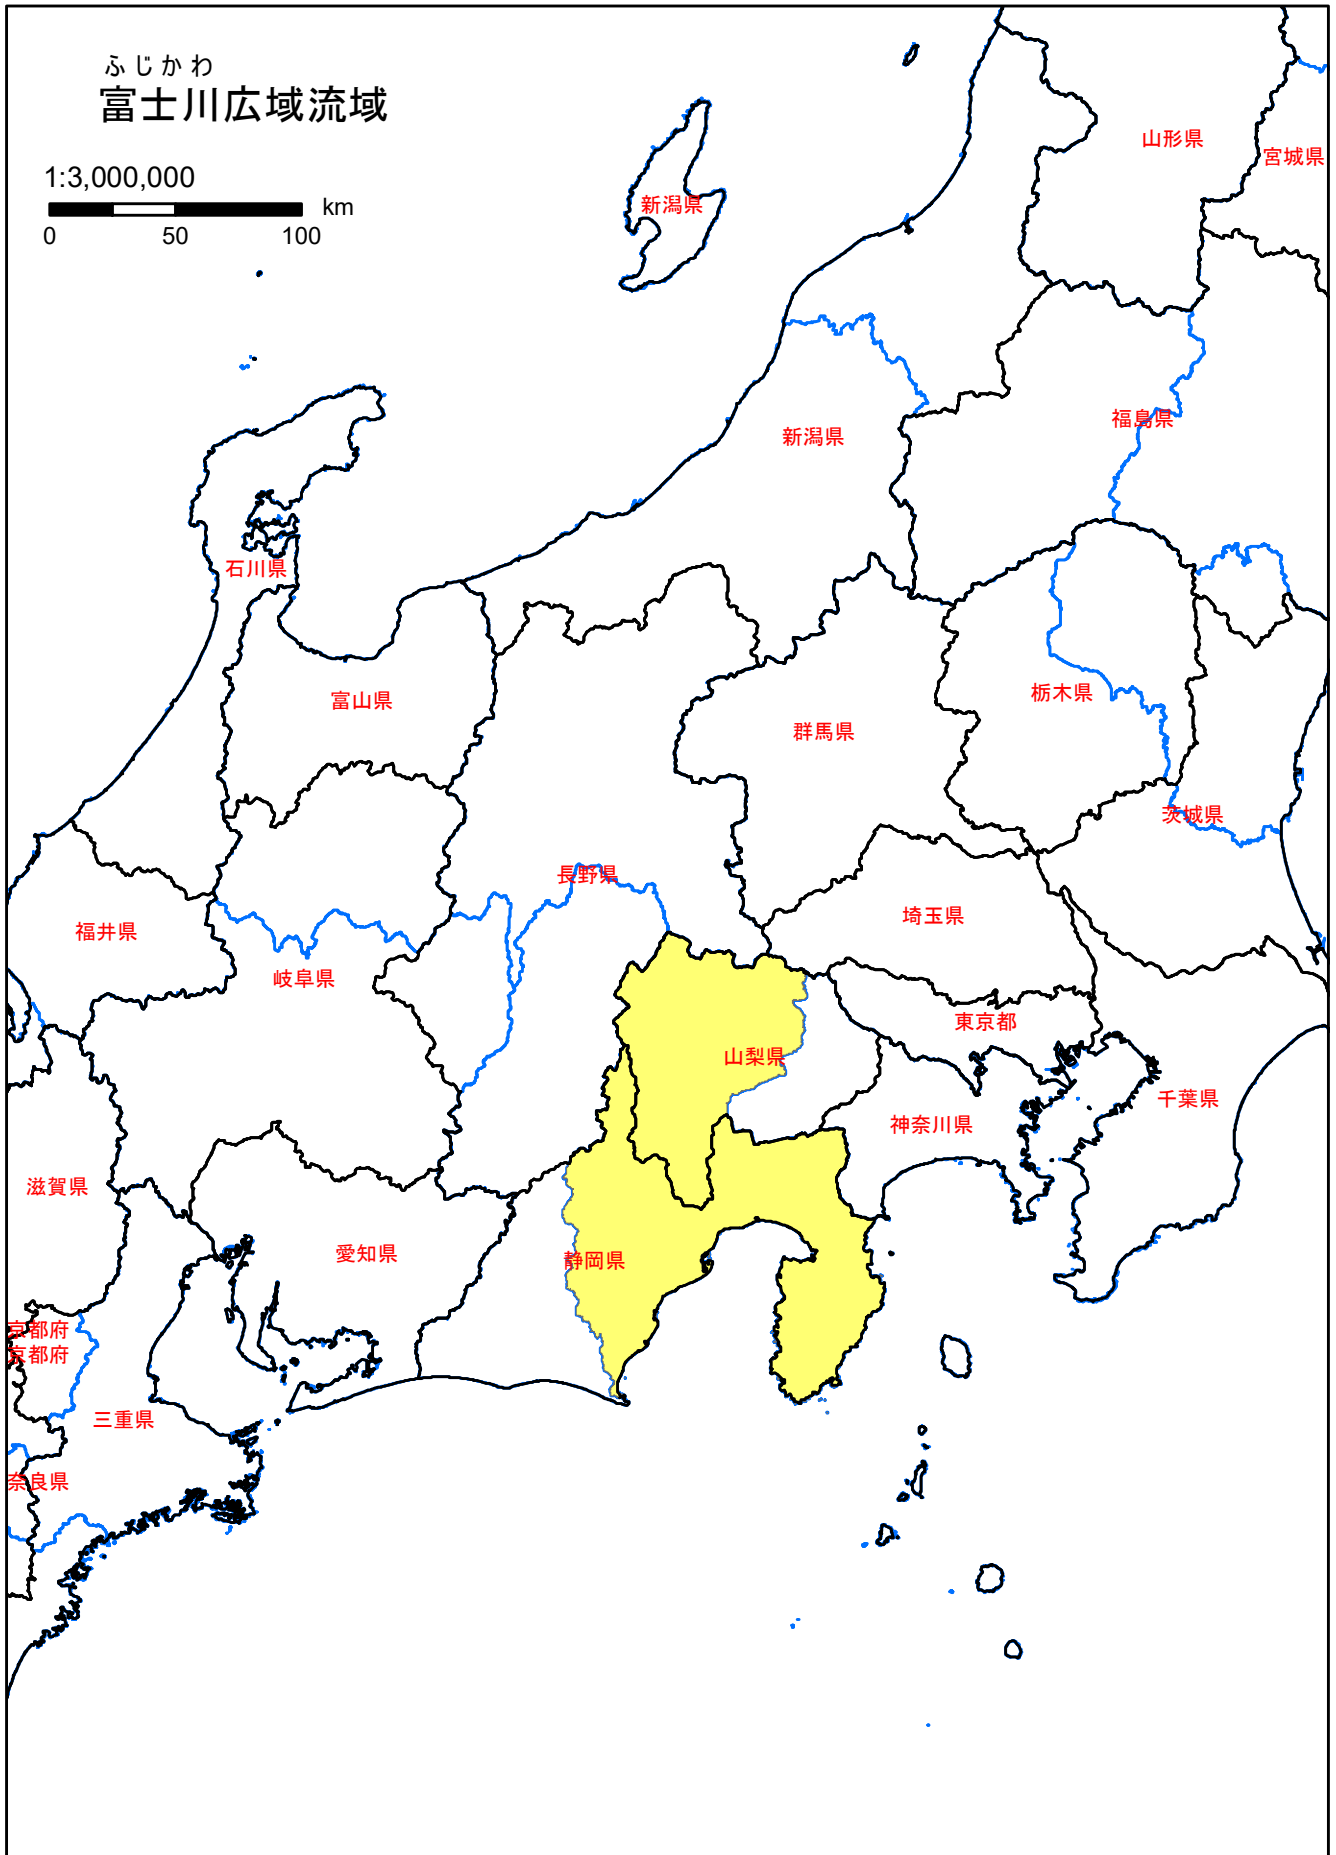 ふじかわ
富士川広域流域
1:3,000,000
km
0 50 100
山形県
宮城県
新潟県
新潟県
福島県
石川県
富山県
栃木県
群馬県
茨城県
長野県
埼玉県
福井県
岐阜県
東京都
山梨県
千葉県
神奈川県
滋賀県
愛知県
静岡県
京都府
京都府
三重県
奈良県